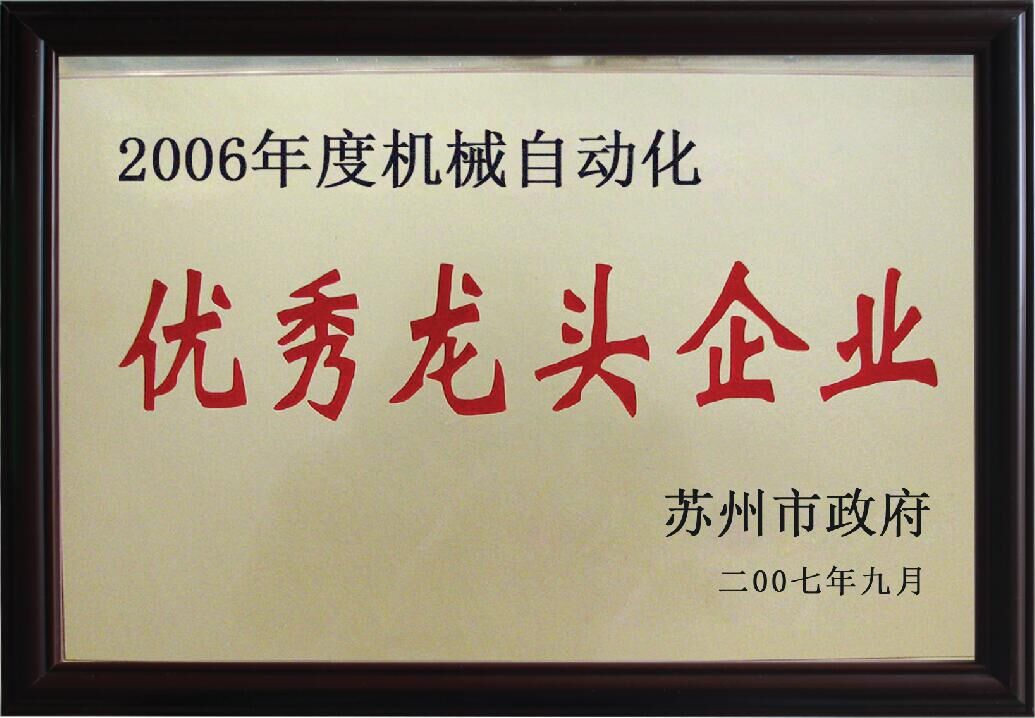 2006年度机械自动化
优秀龙头企业
苏州市政府
二00七年九月